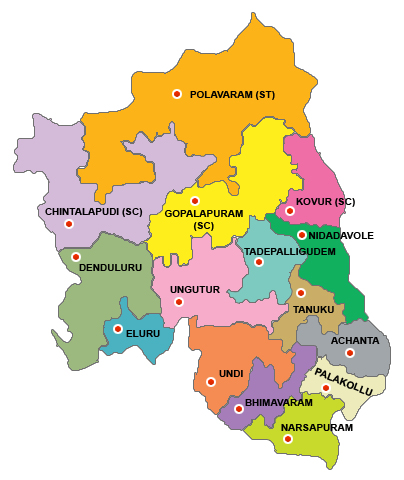 POLAVARAM (ST)
KOVUR (SC)
CHINTALAPUDI (SC)
GOPALAPURAM
(SC)
NIDADAVOLE
TADEPALLIGUDEM
DENDULURU
UNGUTUR
TANUKU
ELURU
ACHANTA
UNDI
PALAKOLLU
BHIMAVARAM
NARSAPURAM